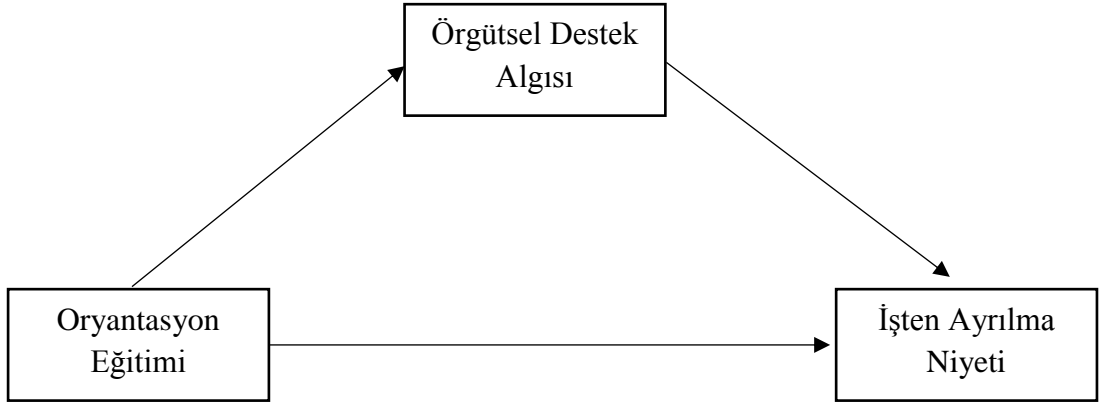 Örgütsel Destek
Algısı
Oryantasyon
Eğitimi
İşten Ayrılma
Niyeti